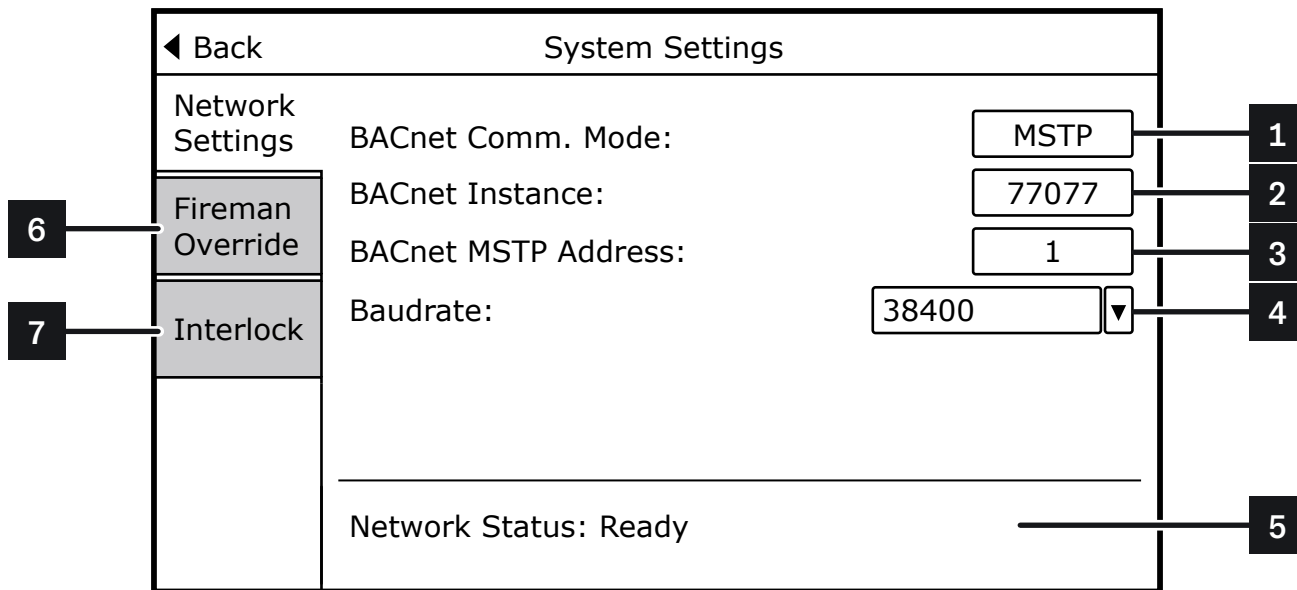 Back
System Settings
Network
Settings
BACnet Comm. Mode:
MSTP
1
BACnet Instance:
77077
2
BACnet MSTP Address:
1
3
Baudrate:
38400
4
6
Fireman
Override
7
Interlock
Network Status: Ready
5